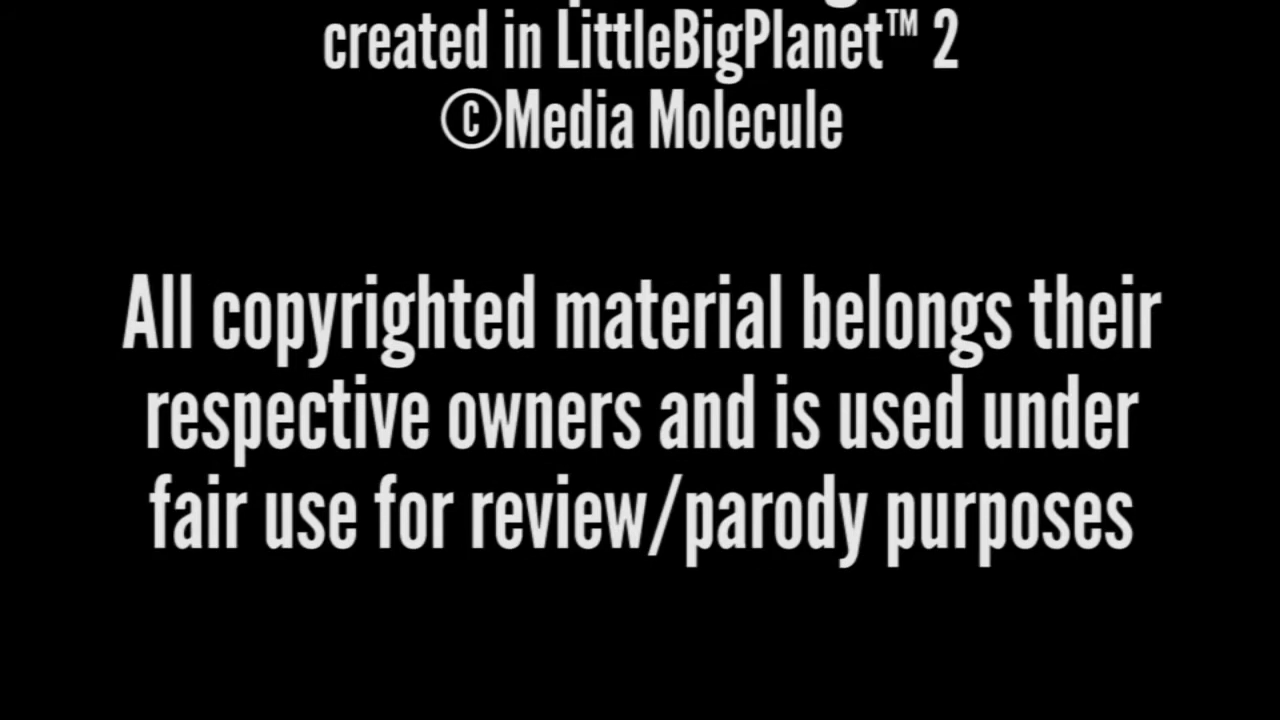 created in LittleBigPlanet™ 2
©Media Molecule
All copyrighted material belongs their
respective owners and is used under
fair use for review/parody purposes